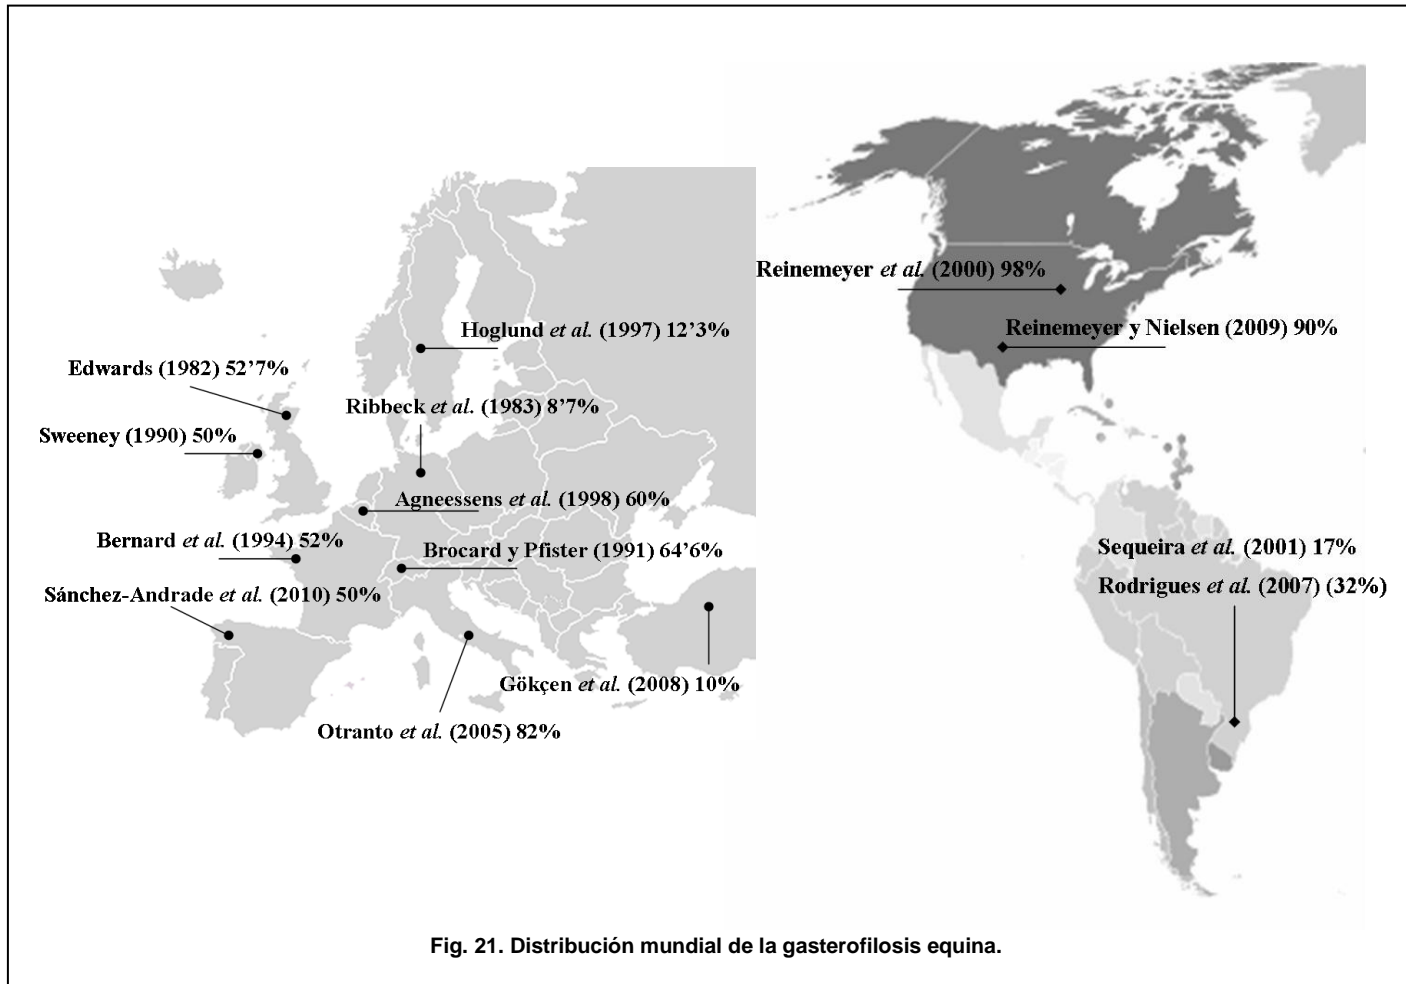 Reinemeyer et al. (2000) 98%
Reinemeyer y Nielsen (2009) 90%
Hoglund et al. (1997) 12’3%
Edwards (1982) 52’7%
Ribbeck et al. (1983) 8’7%
Sweeney (1990) 50%
Agneessens et al. (1998) 60%
Bernard et al. (1994) 52%
Brocard y Pfister (1991) 64’6%
Sequeira et al. (2001) 17%
Rodrigues et al. (2007) (32%)
Sánchez-Andrade et al. (2010) 50%
Gökçen et al. (2008) 10%
Otranto et al. (2005) 82%
Fig. 21. Distribución mundial de la gasterofilosis equina.